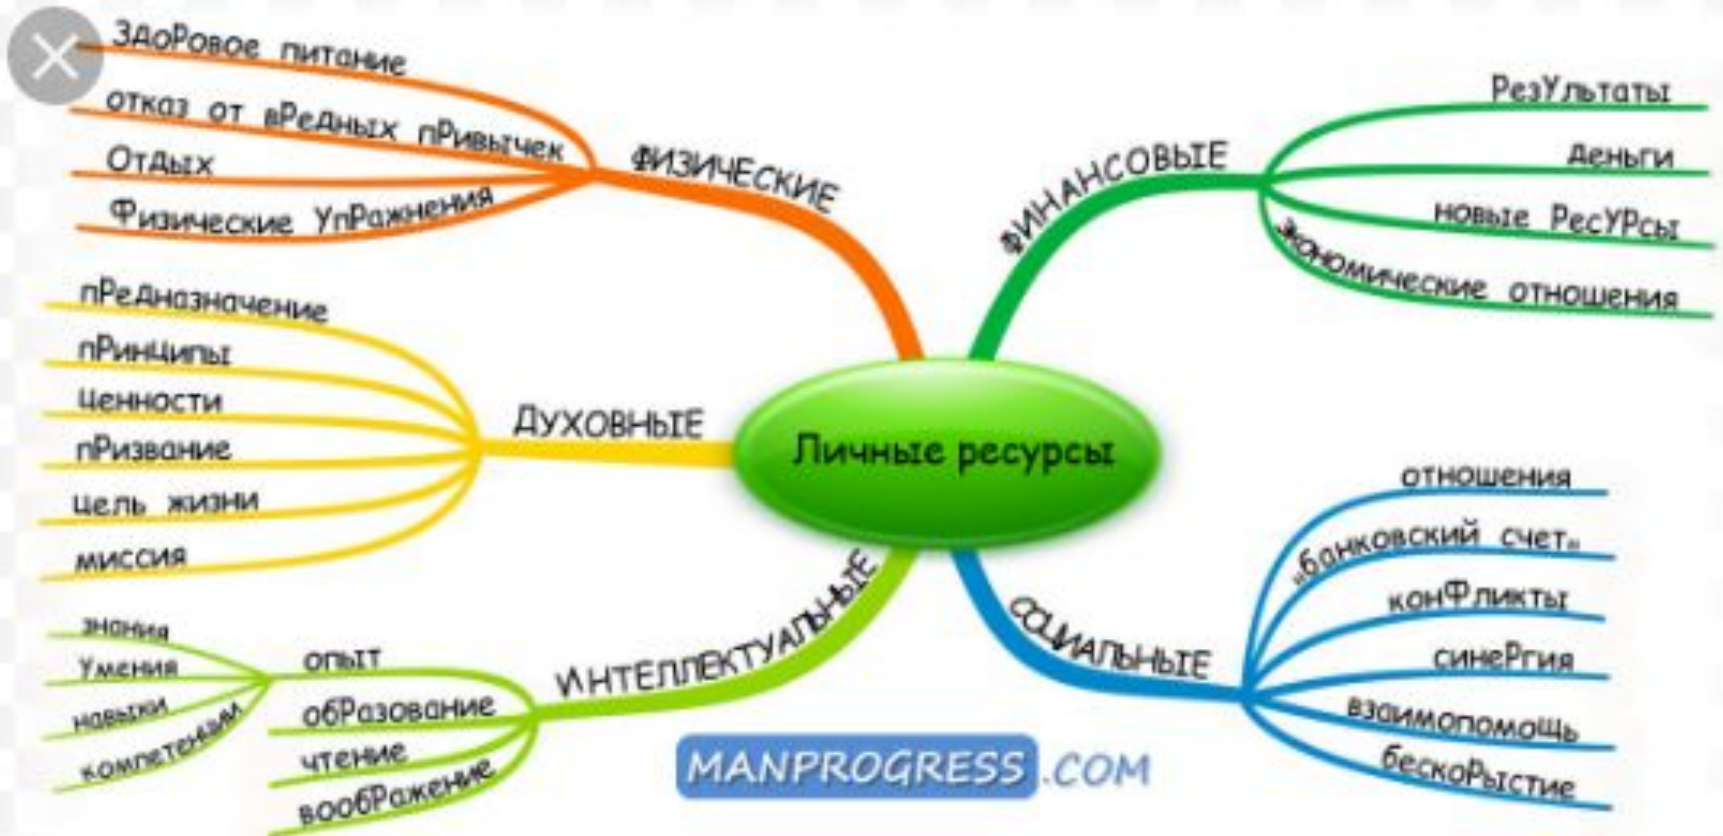 здоровое питание
отказ от вредных привычек
Отдых
Физические упражнения
ФИЗИЧЕСКИЕ
предназначение
принципы
ценности
призвание
цель жизни
миссия
ДУХОВНЫЕ
знания
умения
навыки
компетенции
опыт
образование
чтение
воображение
ИНТЕЛЛЕКТУАЛЬНЫЕ
Личные ресурсы
ФИНАНСОВЫЕ
результаты
деньги
новые ресурсы
экономические отношения
СОЦИАЛЬНЫЕ
отношения
"банковский счет"
конфликты
синергия
взаимопомощь
бескорыстие
MANPROGRESS.COM